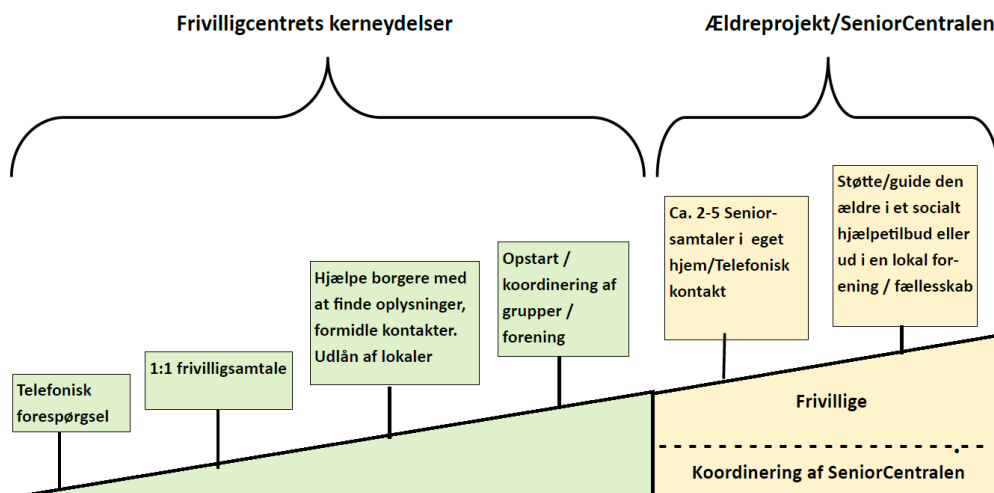 Frivilligcentrets kerneydelser
Ældreprojekt/SeniorCentralen
Telefonisk
forespørgsel
1:1 frivilligsamtale
Hjælpe borgere med
at finde oplysninger,
formidle kontakter.
Udlån af lokaler
Opstart /
koordinering af
grupper /
forening
Ca. 2-5 Senior-
samtaler i eget
hjem/Telefonisk
kontakt
Støtte/guide den
ældre i et socialt
hjælpetilbud eller
ud i en lokal for-
ening / fællesskab
Frivillige
Koordinering af SeniorCentralen